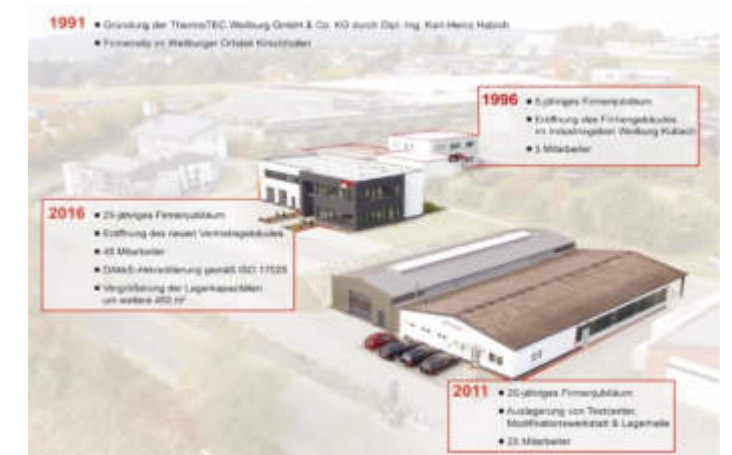 1991 ■ Gründung der ThermoTEC Weilburg GmbH & Co. KG durch Dipl. Ing. Karl-Heinz Habich
■ Firmensitz im Weilburger Ortsteil Kirschhofen
1996 ■ 5-jähriges Firmenjubiläum
■ Eröffnung des Firmengebäudes
im Industriegebiet Weilburg Kubach
■ 5 Mitarbeiter
2016 ■ 25-jähriges Firmenjubiläum
■ Eröffnung des neuen Vertriebsgebäudes
■ 45 Mitarbeiter
■ DAkkS-Akkreditierung gemäß ISO 17025
■ Vergrößerung der Lagerkapazitäten
um weitere 450 m²
2011 ■ 20-jähriges Firmenjubiläum
■ Auslagerung von Testcenter,
Modifikationswerkstatt & Lagerhalle
■ 25 Mitarbeiter